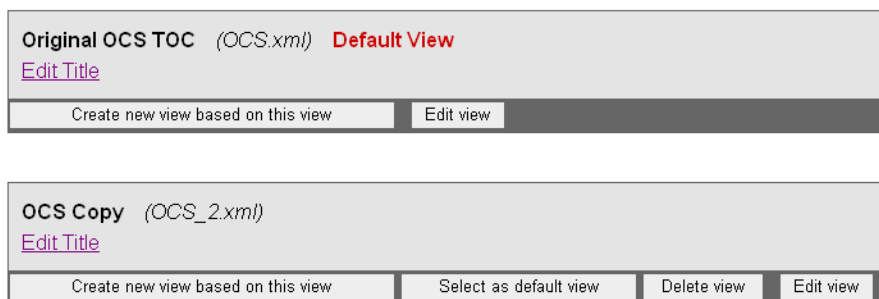 Original OCS TOC (OCS.xml) Default View
Edit Title
Create new view based on this view Edit view
OCS Copy (OCS_2.xml)
Edit Title
Create new view based on this view Select as default view Delete view Edit view